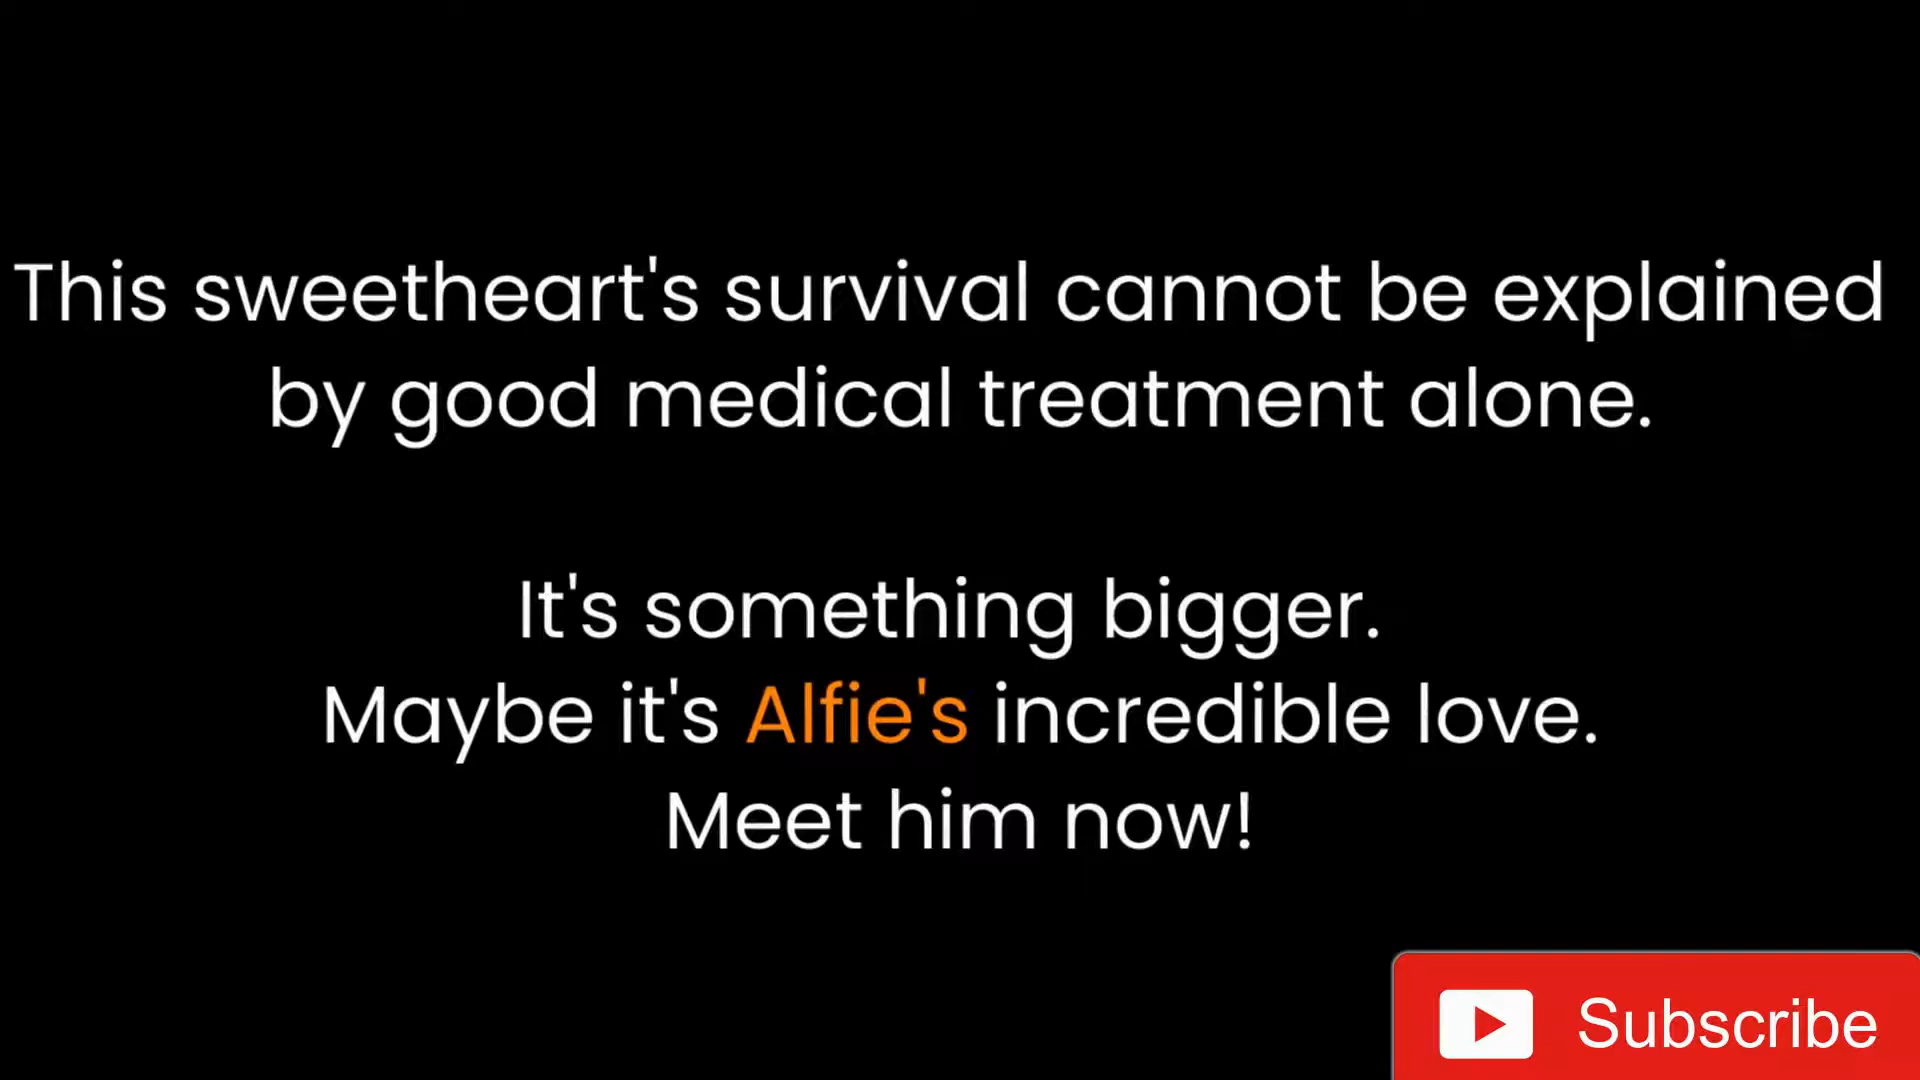 This sweetheart's survival cannot be explained
by good medical treatment alone.
It's something bigger.
Maybe it's Alfie's incredible love.
Meet him now!
Subscribe